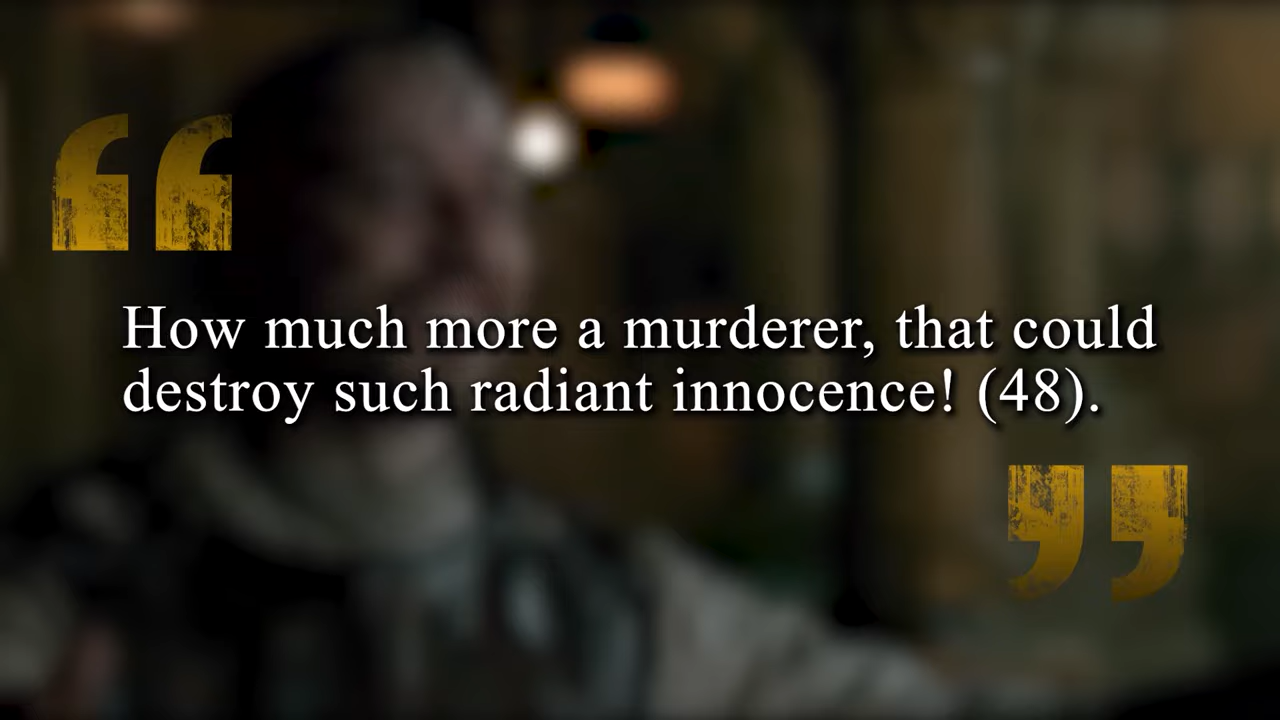 How much more a murderer, that could
destroy such radiant innocence! (48).